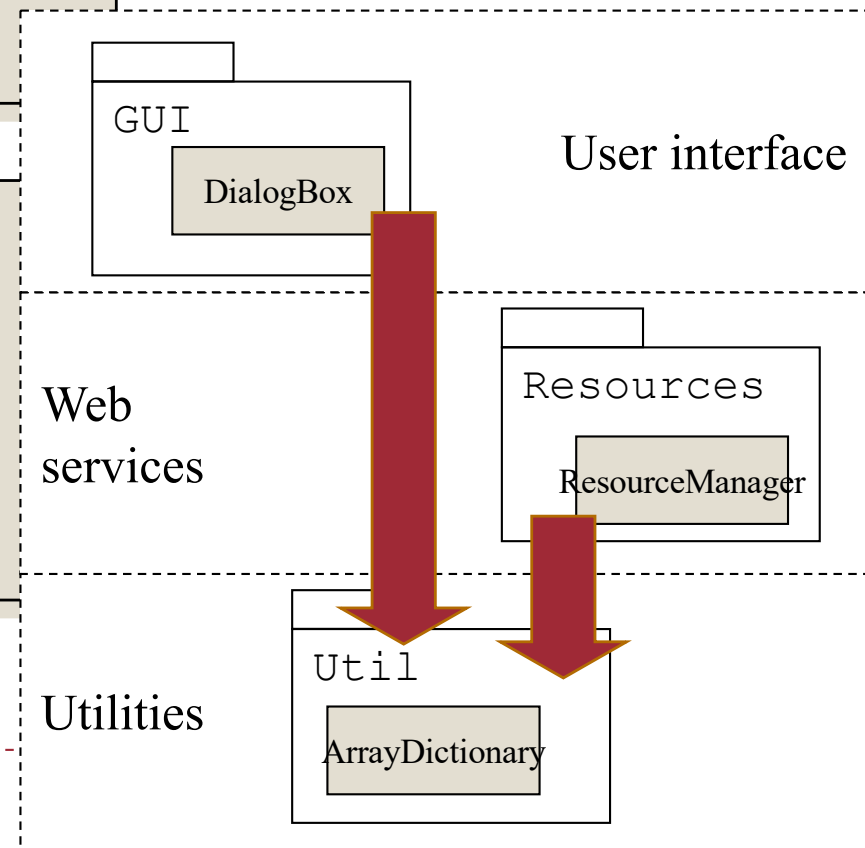 GUI
DialogBox
User interface
Web
services
Resources
ResourceManager
Util
Utilities
ArrayDictionary